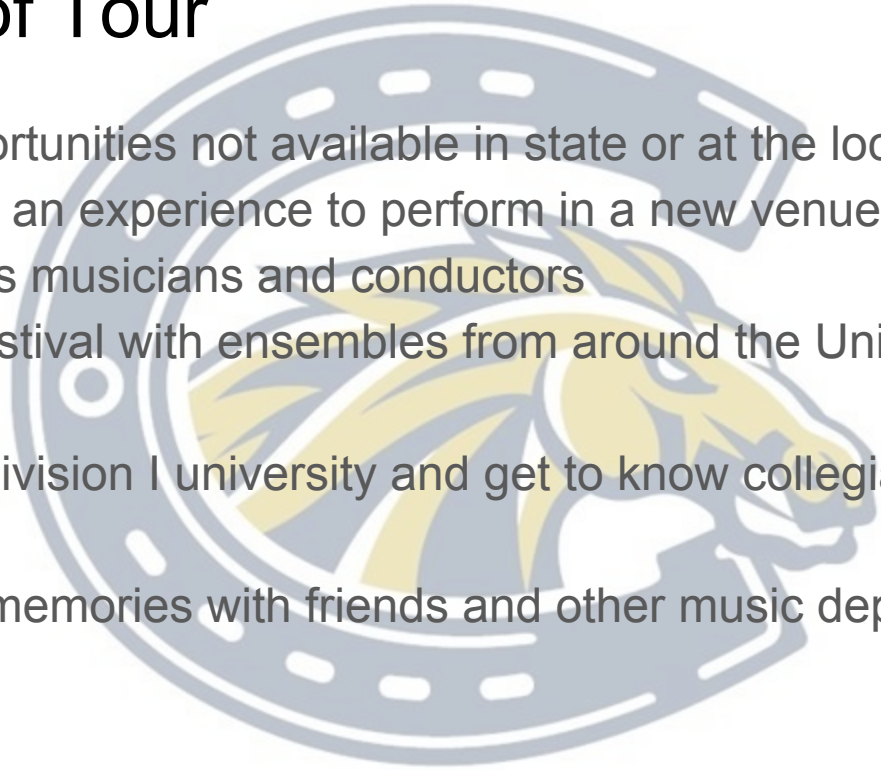 of Tour
ortunities not available in state or at the loc
an experience to perform in a new venue
s musicians and conductors
stival with ensembles from around the Uni
ivision I university and get to know collegia
memories with friends and other music dep